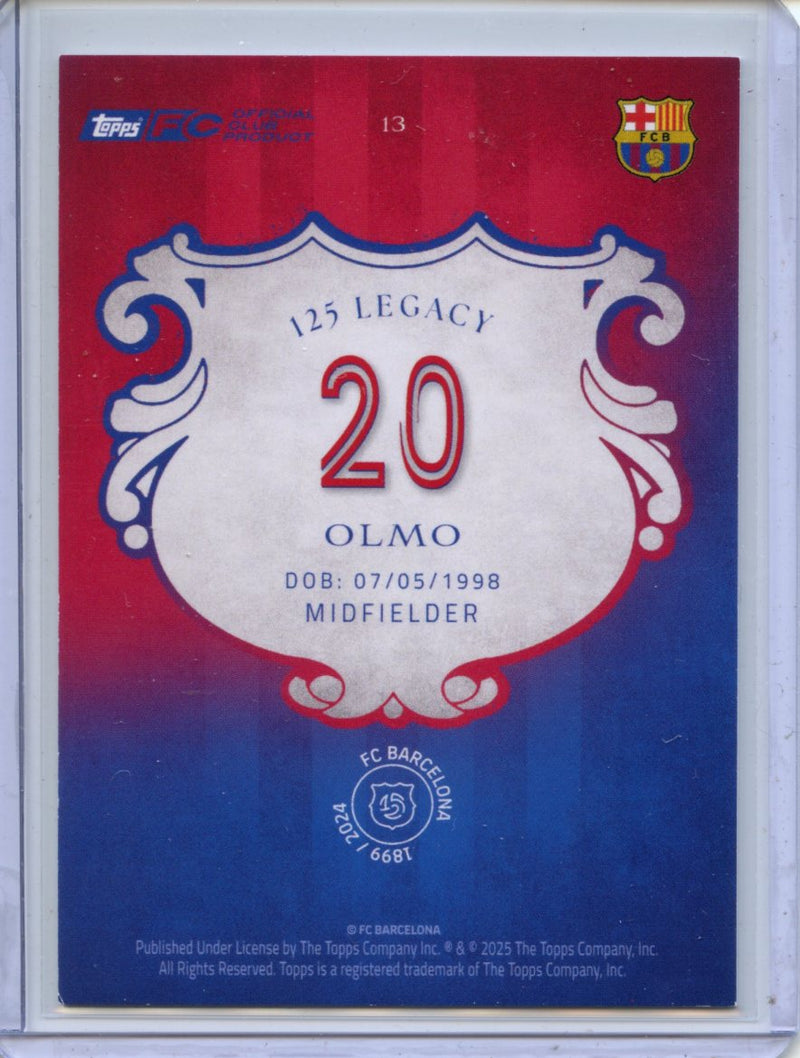 topps FC OFFICIAL CLUB PRODUCT
13
FCB
125 LEGACY
20
OLMO
DOB: 07/05/1998
MIDFIELDER
FC BARCELONA
125
1899 / 2024
© FC BARCELONA
Published Under License by The Topps Company Inc. ® & © 2025 The Topps Company, Inc.
All Rights Reserved. Topps is a registered trademark of The Topps Company, Inc.